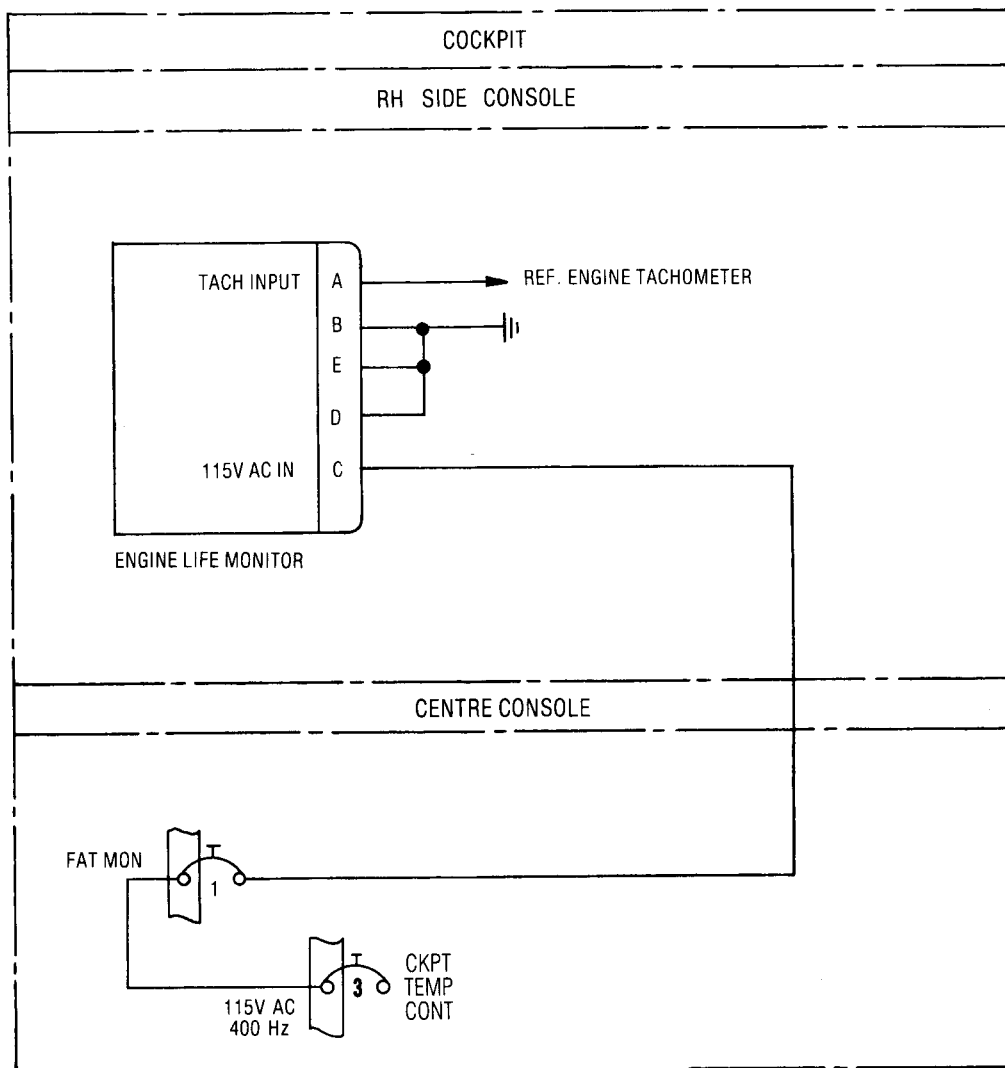 COCKPIT
RH SIDE CONSOLE
TACH INPUT A
REF. ENGINE TACHOMETER
B
E
D
115V AC IN C
ENGINE LIFE MONITOR
CENTRE CONSOLE
FAT MON
1
3
CKPT
TEMP
CONT
115V AC
400 Hz